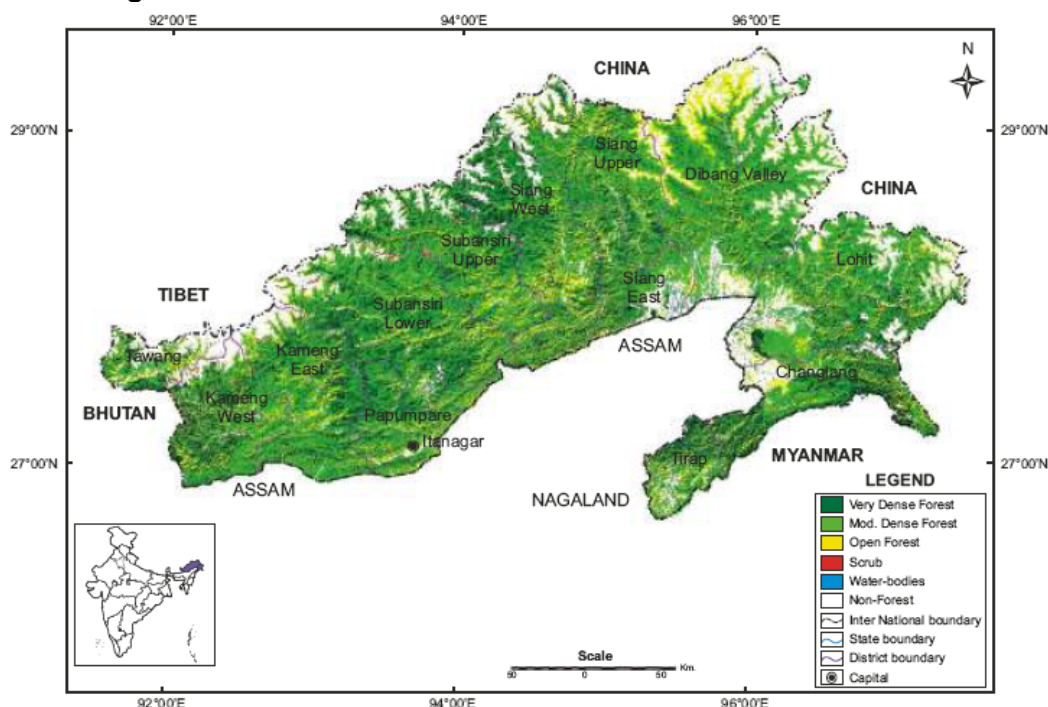 92°00'E 94°00'E 96°00'E
N
CHINA
29°00'N 29°00'N
Siang
Upper
Dibang Valley
CHINA
Siang
West
Subansiri
Upper
Lohit
Siang
East
TIBET
Subansiri
Lower
ASSAM
Tawang
Kameng
East
Changlang
BHUTAN
Kameng
West
Papumpare
Itanagar
27°00'N 27°00'N
Tirap
MYANMAR
ASSAM
NAGALAND
LEGEND
Very Dense Forest
Mod. Dense Forest
Open Forest
Scrub
Water-bodies
Non-Forest
Inter National boundary
State boundary
District boundary
Capital
Scale
0 50 Km.
92°00'E 94°00'E 96°00'E